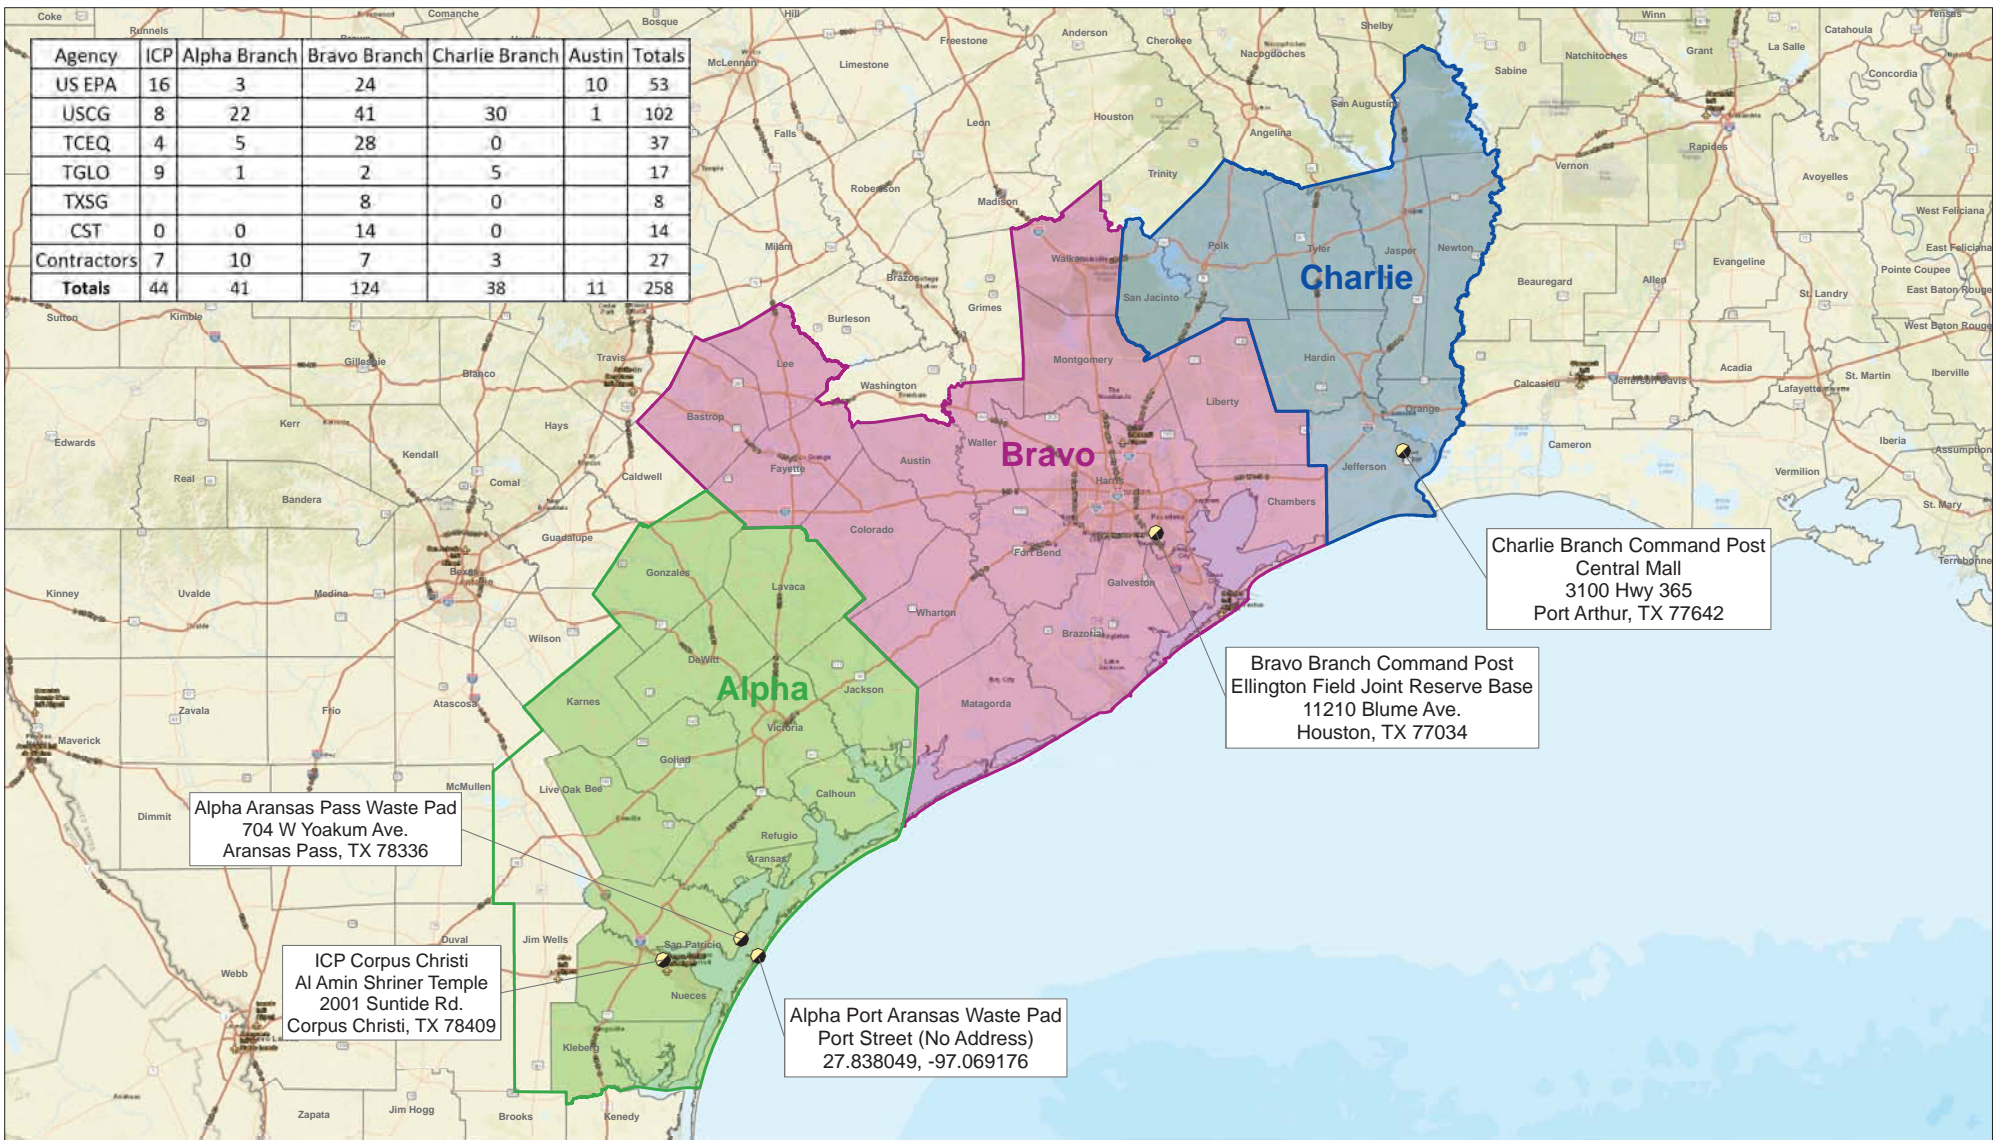 Agency ICP Alpha Branch Bravo Branch Charlie Branch Austin Totals
US EPA 16 3 24 10 53
USCG 8 22 41 30 1 102
TCEQ 4 5 28 0 37
TGLO 9 1 2 5 17
TXSG 8 0 8
CST 0 0 14 0 14
Contractors 7 10 7 3 27
Totals 44 41 124 38 11 258
Coke
Runnels
Comanche
Bosque
Hill
Freestone
Anderson
Cherokee
Nacogdoches
Shelby
Sabine
Winn
Natchitoches
Grant
La Salle
Catahoula
Tensas
Concordia
McLennan
Limestone
Falls
Leon
Houston
Angelina
San Augustine
Vernon
Rapides
Avoyelles
West Feliciana
East Feliciana
Pointe Coupee
East Baton Rouge
West Baton Rouge
Robertson
Madison
Trinity
Milam
Brazos
Grimes
Walker
Polk
Tyler
Jasper
Newton
San Jacinto
Charlie
Beauregard
Allen
Evangeline
St. Landry
Sutton
Kimble
Gillespie
Blanco
Travis
Burleson
Lee
Washington
Montgomery
Hardin
Liberty
Orange
Calcasieu
Jefferson Davis
Acadia
Lafayette
St. Martin
Iberville
Edwards
Kerr
Kendall
Hays
Bastrop
Fayette
Austin
Waller
Bravo
Harris
Jefferson
Chambers
Cameron
Vermilion
Iberia
Assumption
St. Mary
Terrebonne
Real
Bandera
Comal
Caldwell
Guadalupe
Colorado
Fort Bend
Galveston
Kinney
Uvalde
Medina
Bexar
Wilson
Gonzales
Lavaca
Wharton
Brazoria
Charlie Branch Command Post
Central Mall
3100 Hwy 365
Port Arthur, TX 77642
Bravo Branch Command Post
Ellington Field Joint Reserve Base
11210 Blume Ave.
Houston, TX 77034
Maverick
Zavala
Frio
Atascosa
Karnes
DeWitt
Alpha
Jackson
Victoria
Matagorda
Goliad
Calhoun
Dimmit
McMullen
Live Oak
Bee
Refugio
Aransas
Alpha Aransas Pass Waste Pad
704 W Yoakum Ave.
Aransas Pass, TX 78336
Webb
Duval
Jim Wells
San Patricio
Nueces
Kleberg
ICP Corpus Christi
Al Amin Shriner Temple
2001 Suntide Rd.
Corpus Christi, TX 78409
Alpha Port Aransas Waste Pad
Port Street (No Address)
27.838049, -97.069176
Zapata
Jim Hogg
Brooks
Kenedy